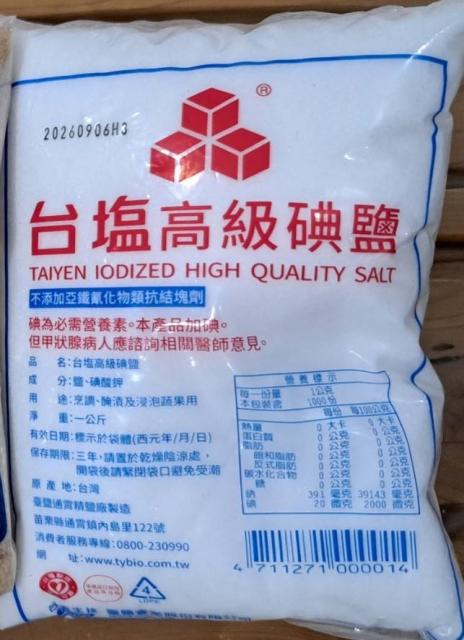 ®
20260906H3
台塩高級碘鹽
TAIYEN IODIZED HIGH QUALITY SALT
不添加亞鐵氰化物類抗結塊劑
碘為必需營養素。本產品加碘。
但甲狀腺病人應諮詢相關醫師意見。
品 名:台塩高級碘鹽
成 分:鹽、碘酸鉀
用 途:烹調、醃漬及浸泡蔬果用
淨 重:一公斤
有效日期:標示於袋體(西元年/月/日)
保存期限:三年,請置於乾燥陰涼處,
開袋後請緊閉袋口避免受潮
原 產 地:台灣
臺鹽通霄精鹽廠製造
苗栗縣通霄鎮內島里122號
消費者服務專線:0800-230990
網 址:www.tybio.com.tw
營養標示
每一份量 1公克
本包裝含 1000份
每份 每100公克
熱量 0 大卡 0 大卡
蛋白質 0 公克 0 公克
脂肪 0 公克 0 公克
飽和脂肪 0 公克 0 公克
反式脂肪 0 公克 0 公克
碳水化合物 0 公克 0 公克
糖 0 公克 0 公克
鈉 391 毫克 39143 毫克
碘 20 微克 2000 微克
4 711271 000014
4
LDPE